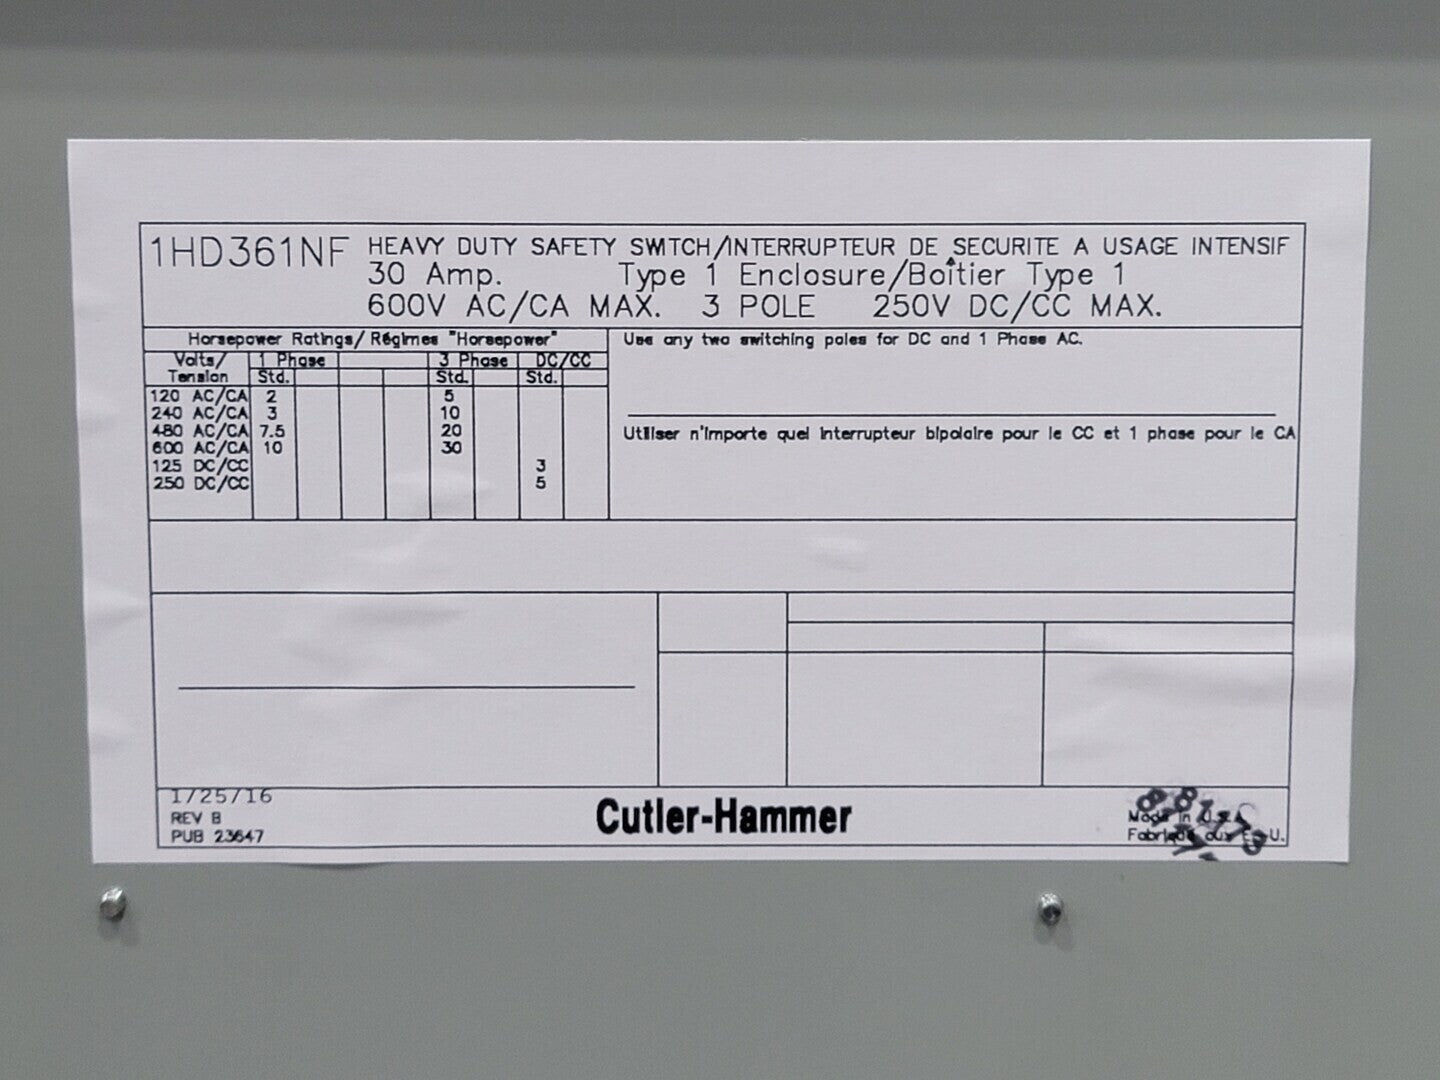 1HD361NF HEAVY DUTY SAFETY SWITCH/INTERRUPTEUR DE SECURITE A USAGE INTENSIF
30 Amp. Type 1 Enclosure/Boîtier Type 1
600V AC/CA MAX. 3 POLE 250V DC/CC MAX.
Horsepower Ratings/ Régimes "Horsepower"
Volts/ 1 Phase 3 Phase DC/CC
Tension Std. Std. Std.
120 AC/CA 2 5
240 AC/CA 3 10
480 AC/CA 7.5 20
600 AC/CA 10 30
125 DC/CC 3
250 DC/CC 5
Use any two switching poles for DC and 1 Phase AC.
Utiliser n'importe quel interrupteur bipolaire pour le CC et 1 phase pour le CA
1/25/16
REV B
PUB 23647
Cutler-Hammer
Made in U.S.A.
Fabriqué aux E.-U.